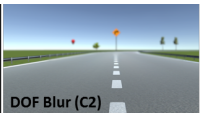 DOF Blur (C2)